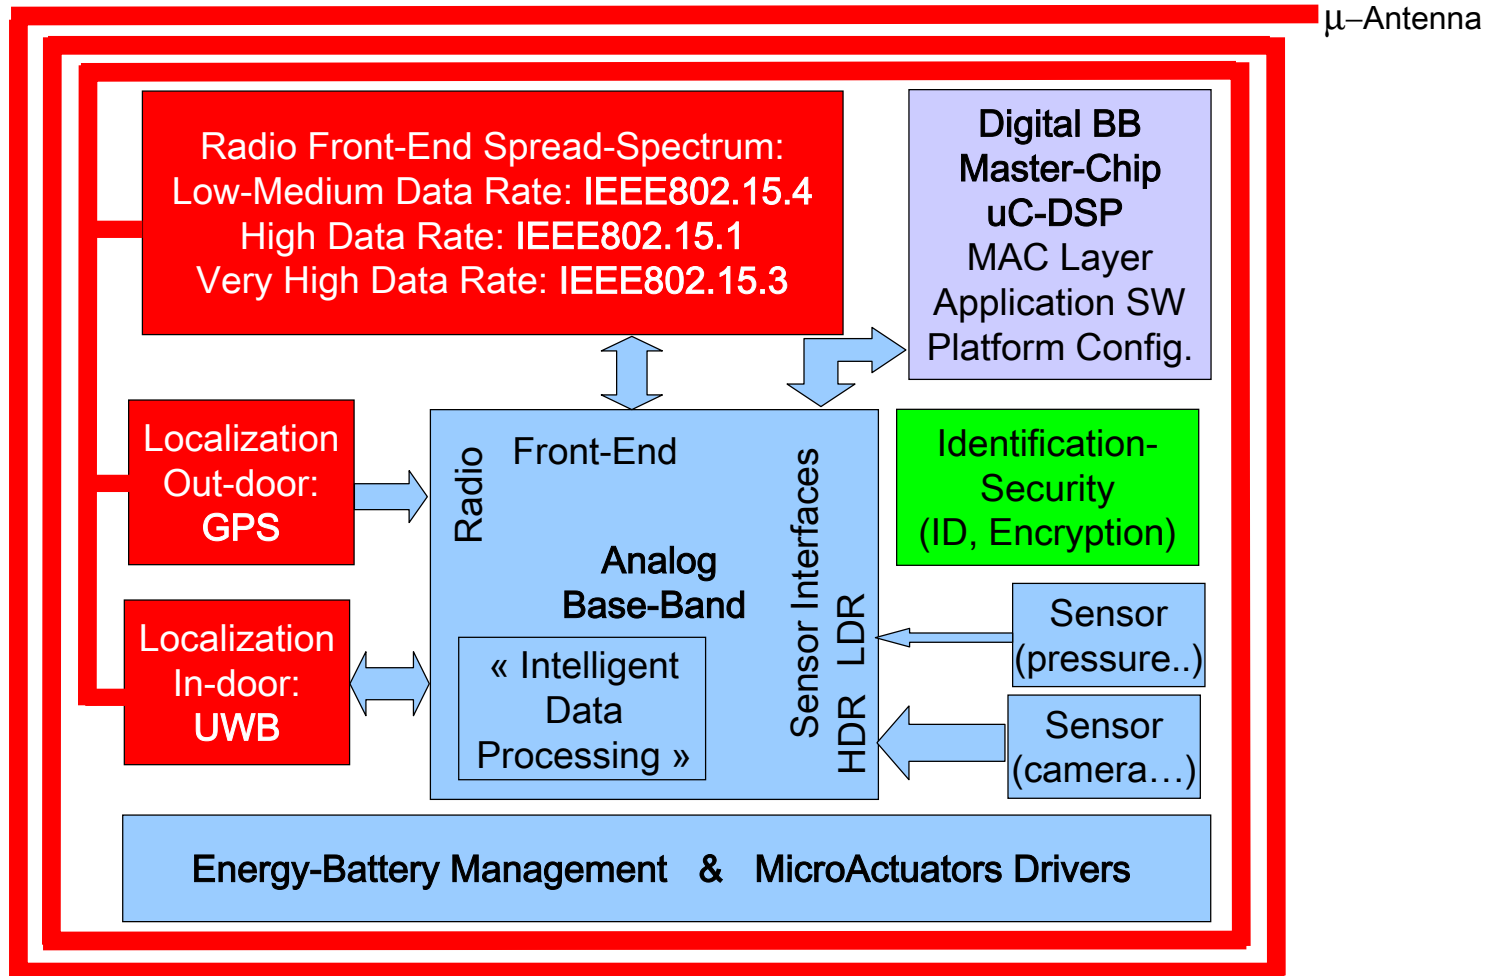 μ–Antenna
Radio Front-End Spread-Spectrum:
Low-Medium Data Rate: IEEE802.15.4
High Data Rate: IEEE802.15.1
Very High Data Rate: IEEE802.15.3
Digital BB
Master-Chip
uC-DSP
MAC Layer
Application SW
Platform Config.
Localization
Out-door:
GPS
Radio
Front-End
Analog
Base-Band
« Intelligent
Data
Processing »
Sensor Interfaces
HDR LDR
Identification-
Security
(ID, Encryption)
Localization
In-door:
UWB
Sensor
(pressure..)
Sensor
(camera…)
Energy-Battery Management & MicroActuators Drivers